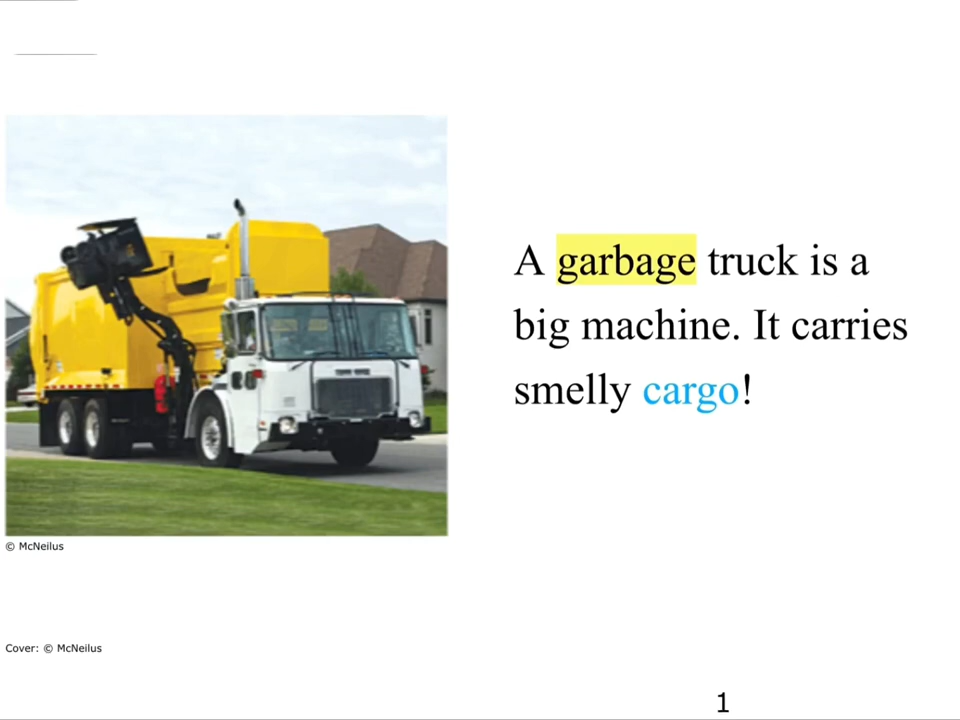 A garbage truck is a
big machine. It carries
smelly cargo!
© McNeilus
Cover: © McNeilus
1